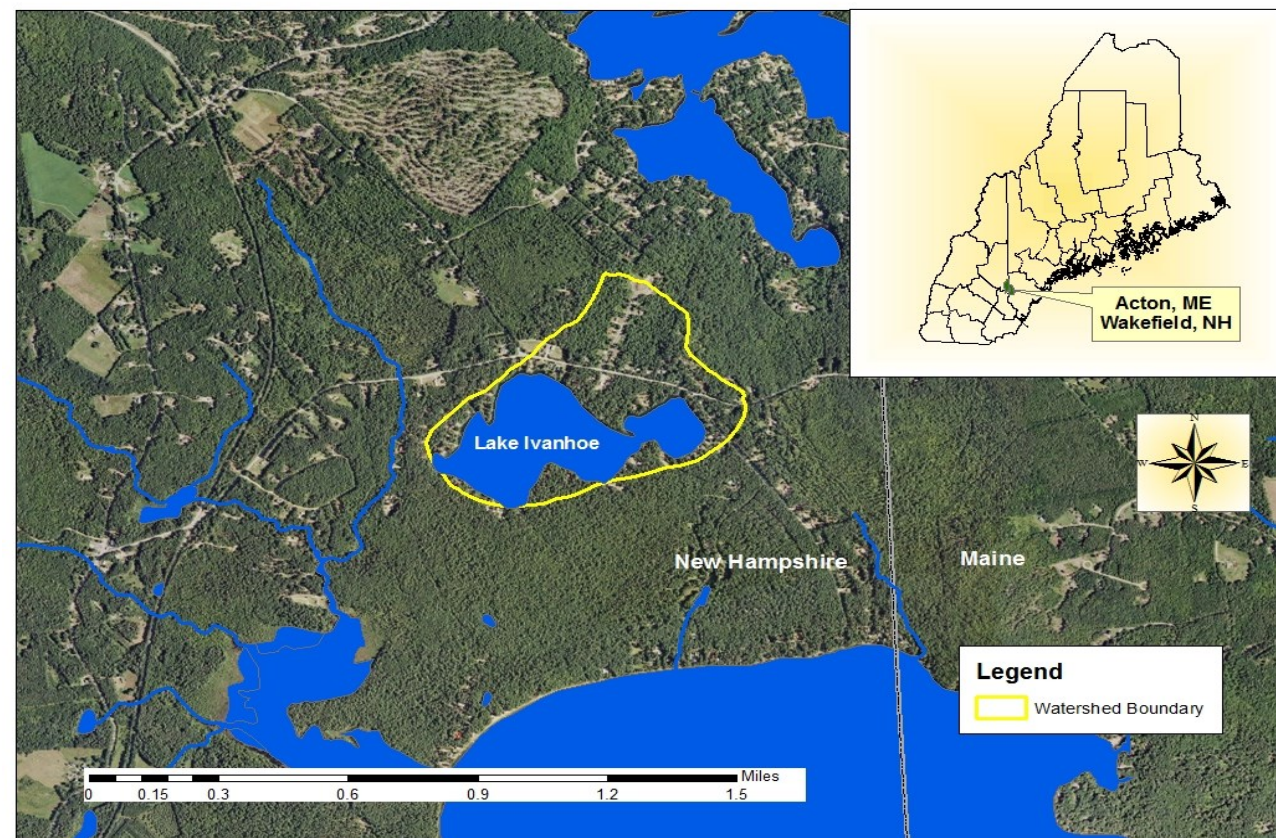 Acton, ME
Wakefield, NH
Lake Ivanhoe
N
W
E
S
New Hampshire
Maine
Legend
Watershed Boundary
Miles
0 0.15 0.3 0.6 0.9 1.2 1.5